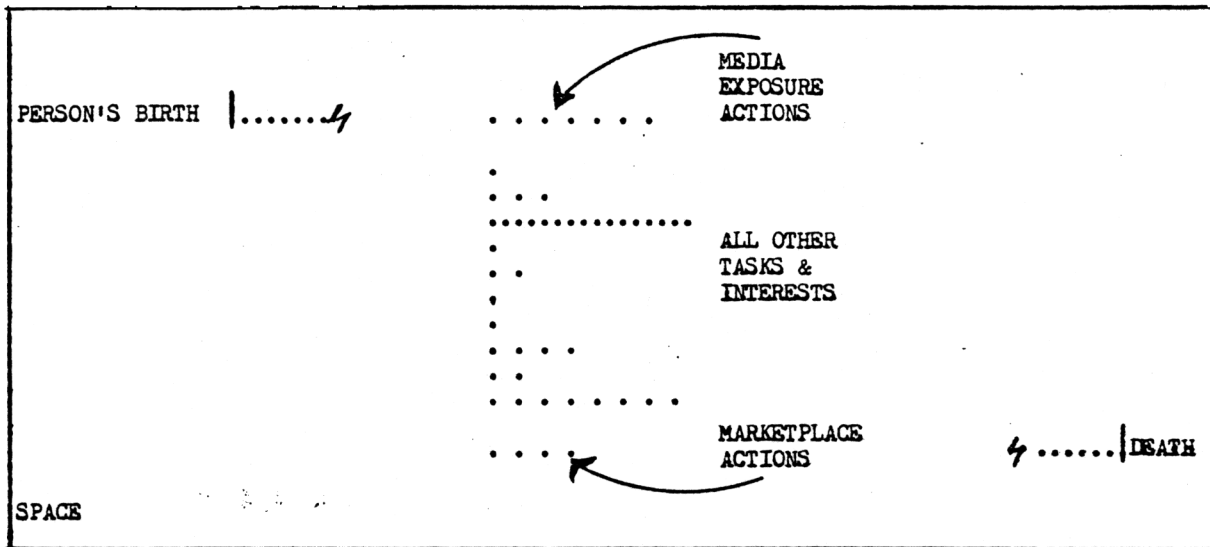 MEDIA
EXPOSURE
ACTIONS
PERSON'S BIRTH
ALL OTHER
TASKS &
INTERESTS
MARKETPLACE
ACTIONS
DEATH
SPACE